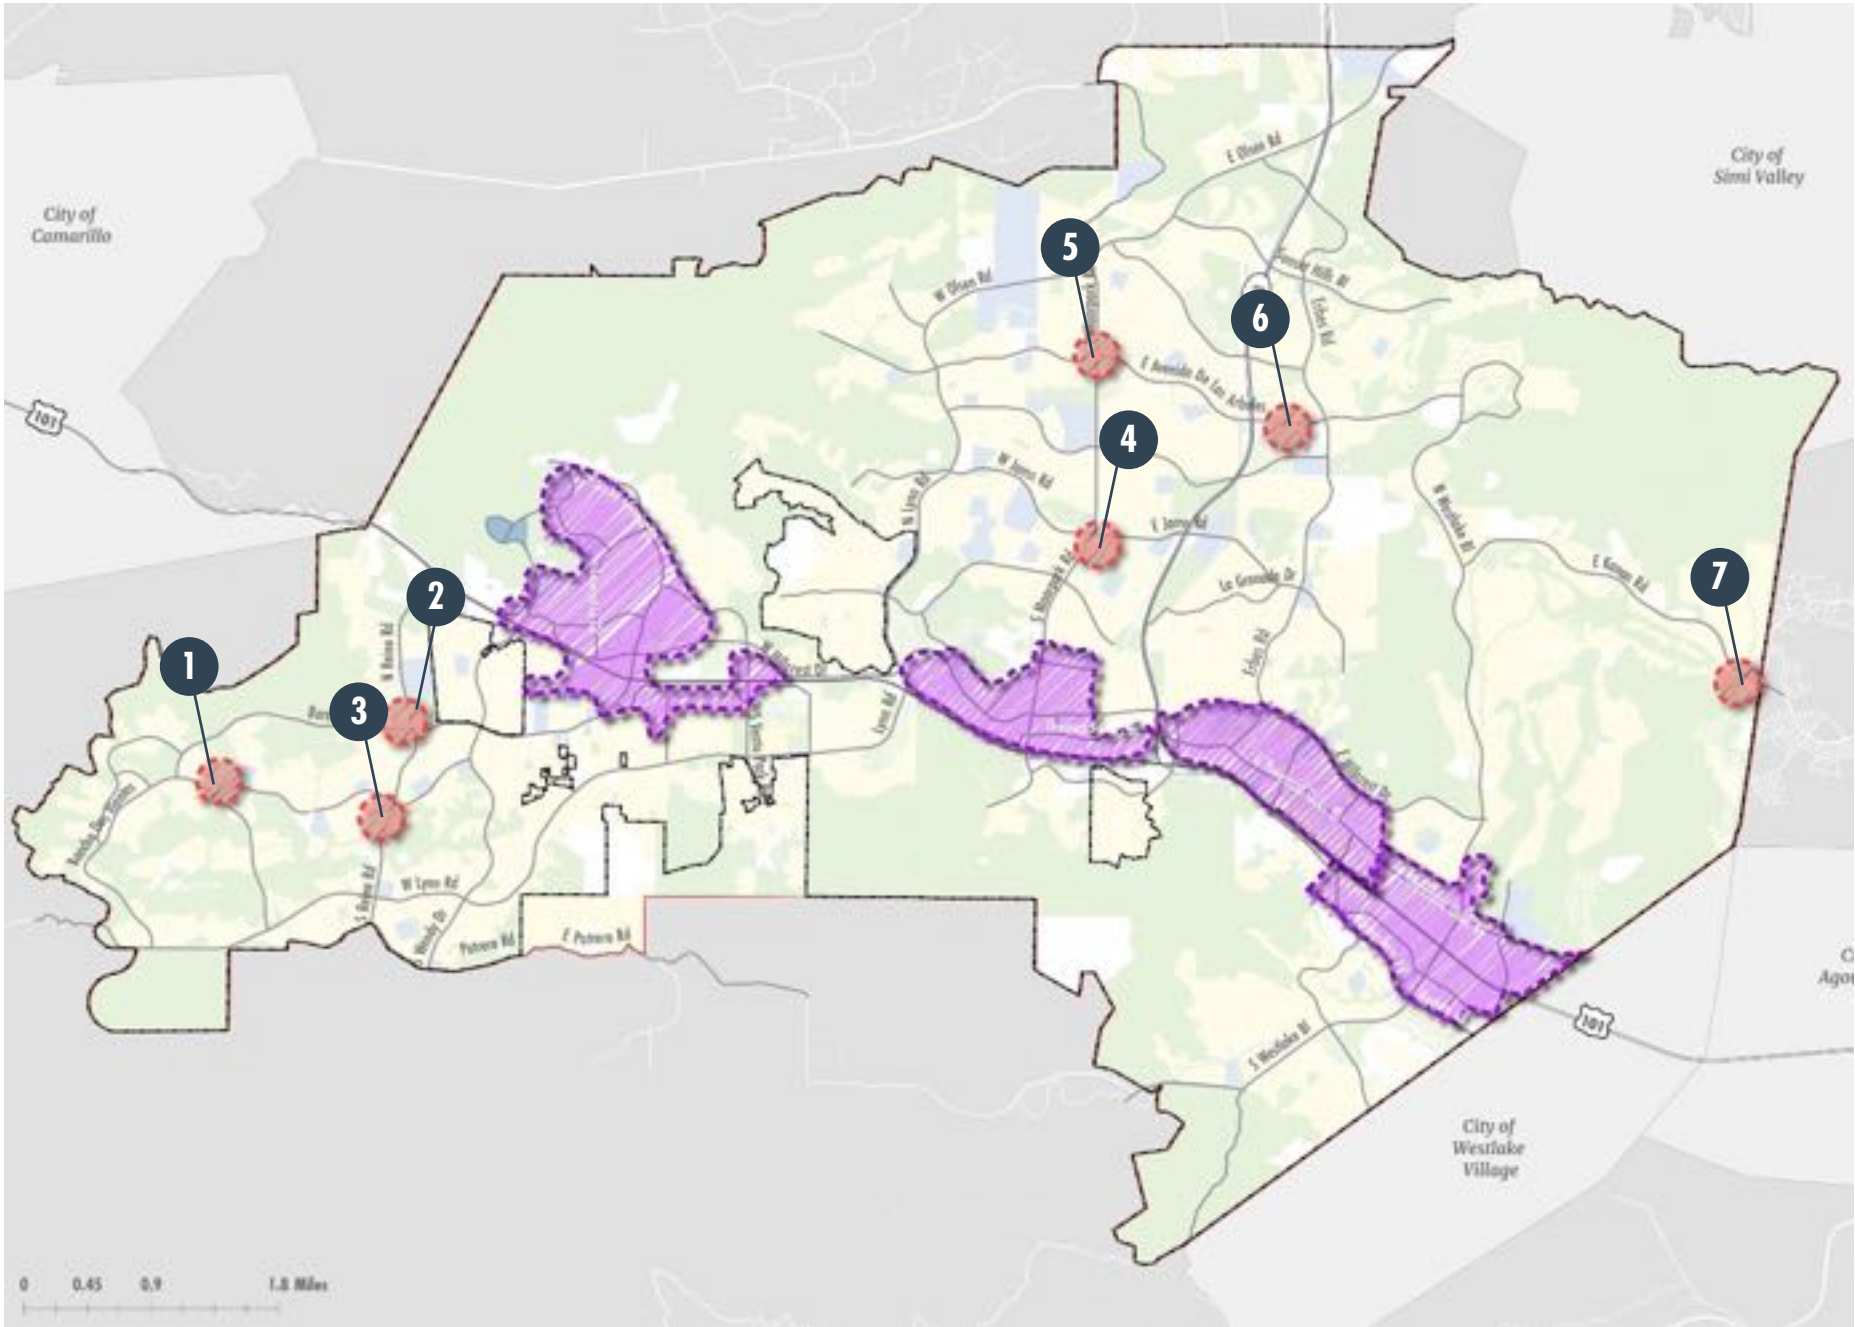 City of
Simi Valley
City of
Camarillo
E Olsen Rd
5
W Olsen Rd
6
Erbes Rd
E Avenida De Los Arboles
101
4
W Janss Rd
N Lynn Rd
E Janss Rd
N Westlake Bl
E Kanan Rd
7
La Granada Dr
S Moorpark Rd
2
1
N Reino Rd
3
Erbes Rd
Lynn Rd
E Hillcrest Dr
S Reino Rd
W Lynn Rd
Wendy Dr
Potrero Rd
E Potrero Rd
101
S Westlake Bl
City of
Westlake
Village
0 0.45 0.9 1.8 Miles